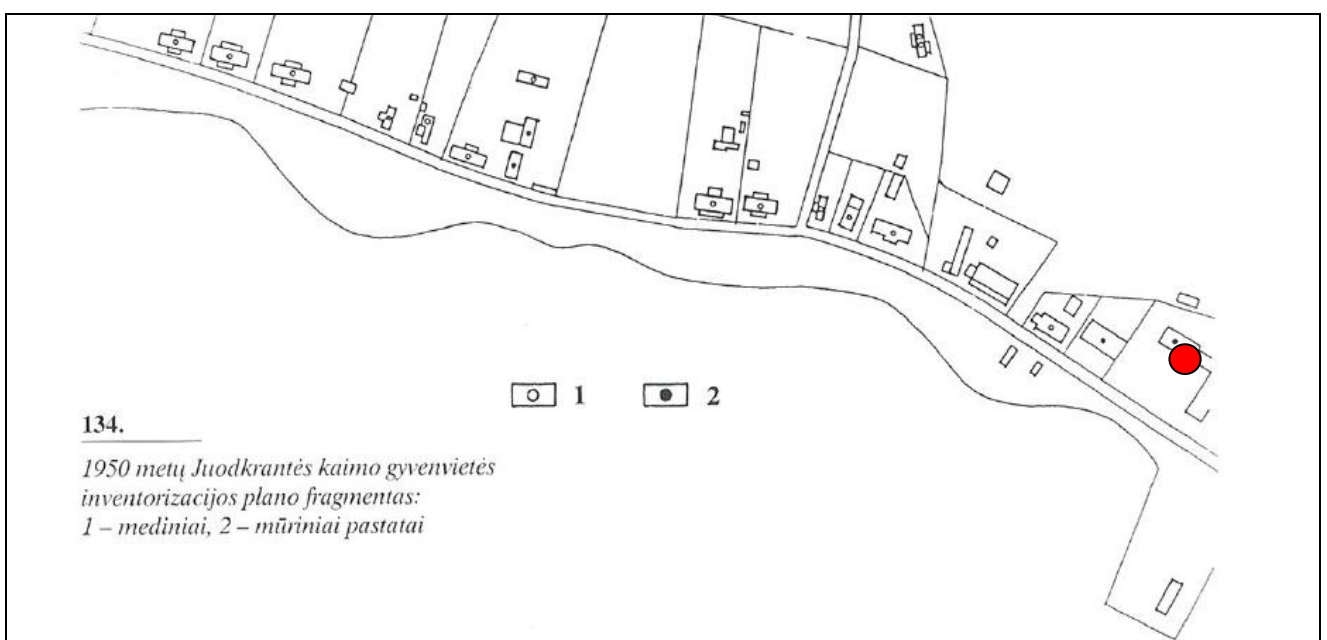 1 2
134.
1950 metų Juodkrantės kaimo gyvenvietės
inventorizacijos plano fragmentas:
1 – mediniai, 2 – mūriniai pastatai